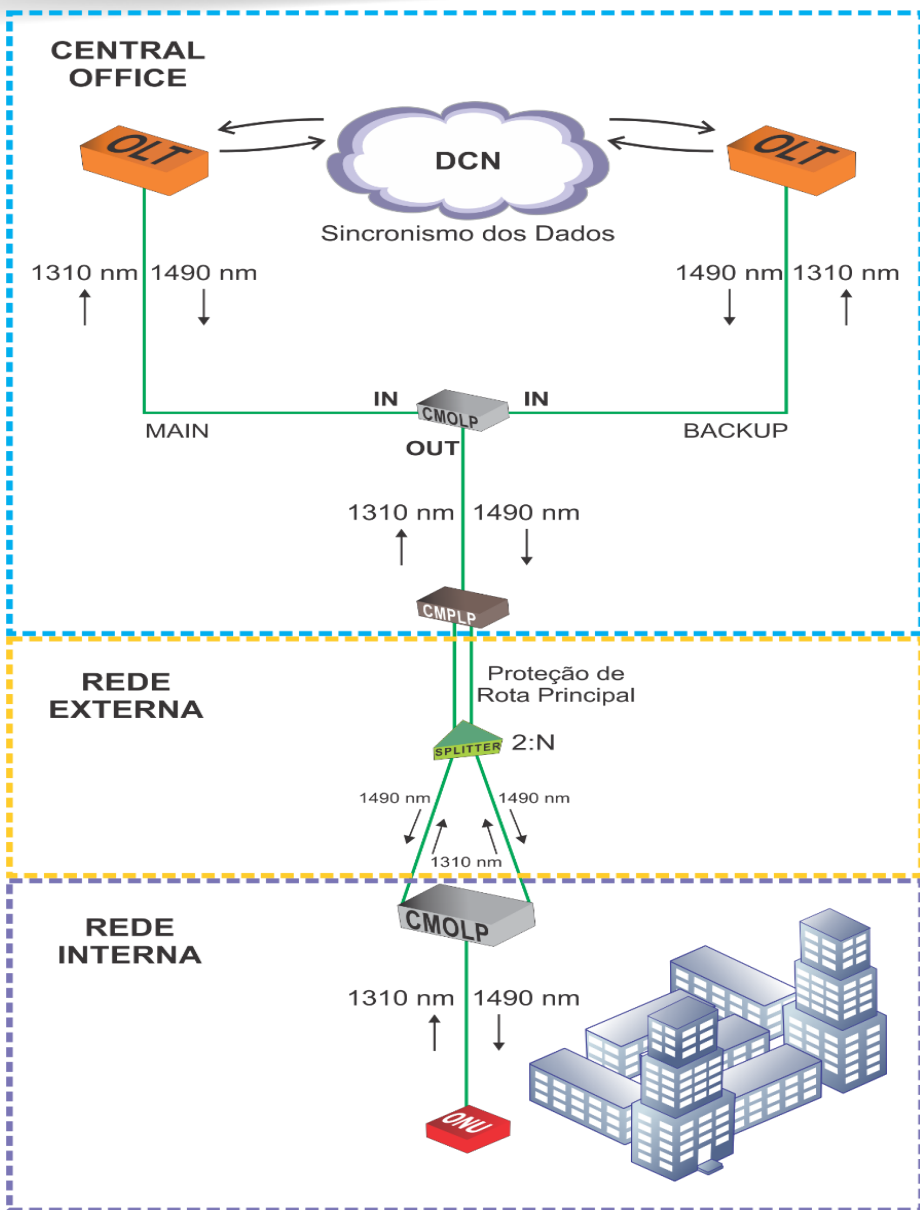 CENTRAL
OFFICE
OLT
DCN
OLT
Sincronismo dos Dados
1310 nm
1490 nm
1490 nm
1310 nm
IN
CMOLP
IN
MAIN
OUT
BACKUP
1310 nm
1490 nm
CMPLP
REDE
EXTERNA
Proteção de
Rota Principal
SPLITTER
2:N
1490 nm
1490 nm
1310 nm
REDE
INTERNA
CMOLP
1310 nm
1490 nm
ONU